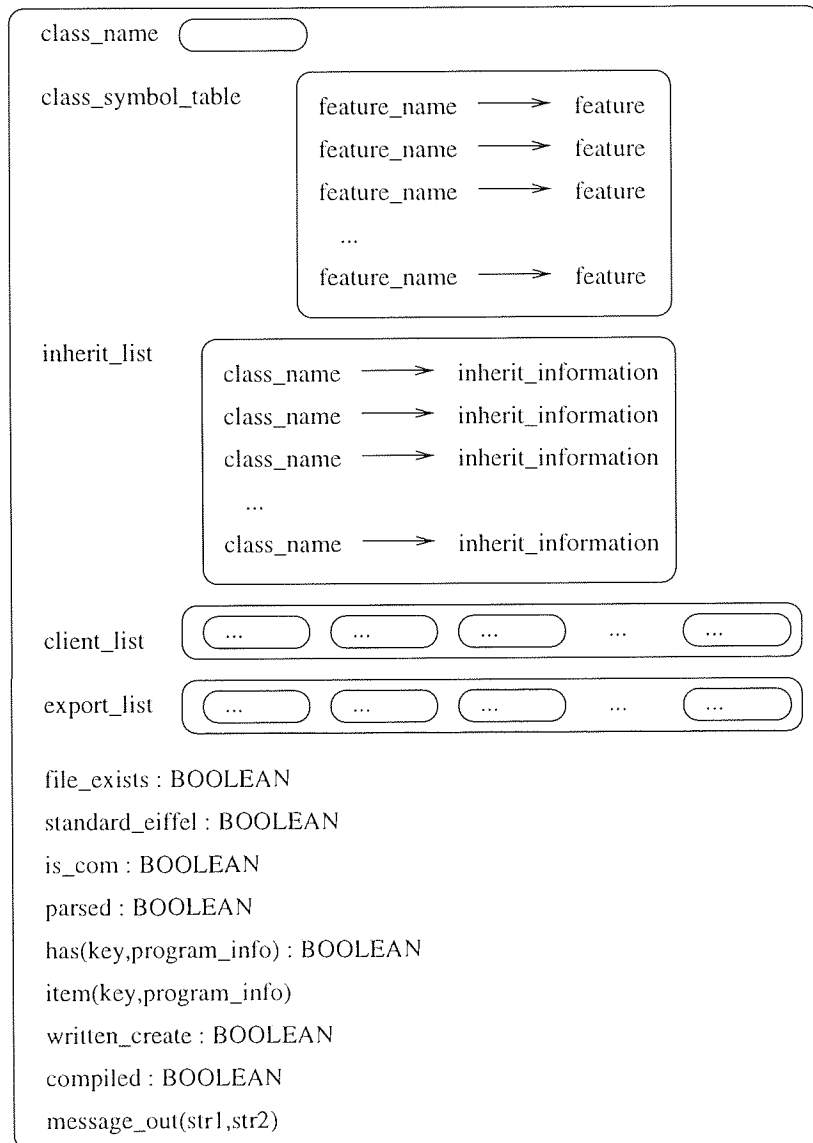 class_name
class_symbol_table
feature_name feature
feature_name feature
feature_name feature
...
feature_name feature
inherit_list
class_name inherit_information
class_name inherit_information
class_name inherit_information
...
class_name inherit_information
client_list ... ... ... ... ...
export_list ... ... ... ... ...
file_exists : BOOLEAN
standard_eiffel : BOOLEAN
is_com : BOOLEAN
parsed : BOOLEAN
has(key,program_info) : BOOLEAN
item(key,program_info)
written_create : BOOLEAN
compiled : BOOLEAN
message_out(str1,str2)